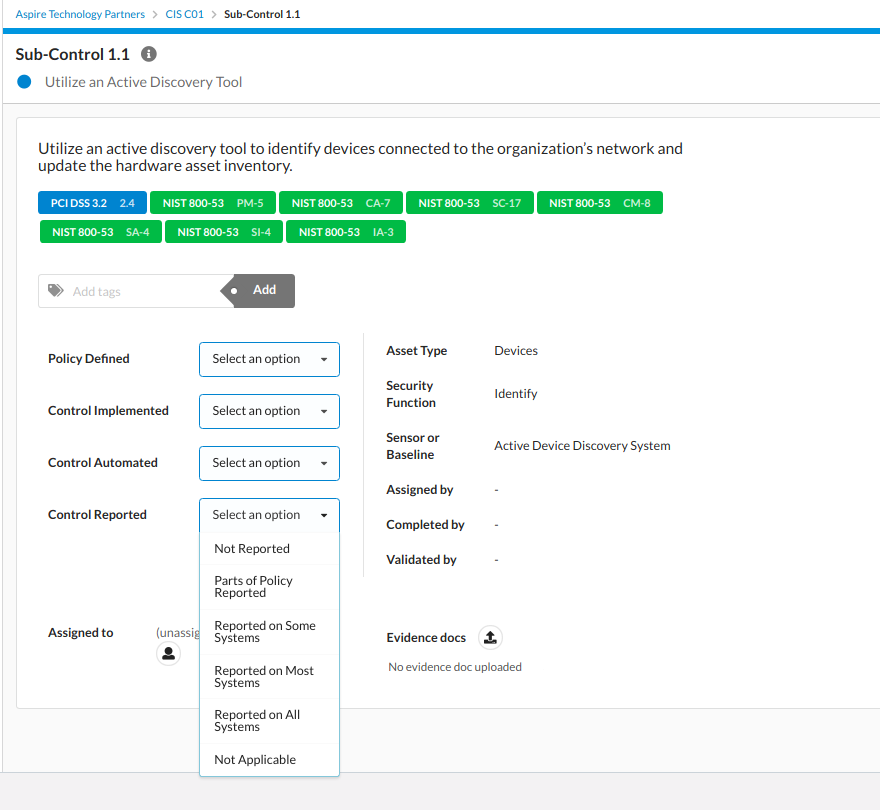 Aspire Technology Partners > CIS C01 > Sub-Control 1.1
Sub-Control 1.1
Utilize an Active Discovery Tool
Utilize an active discovery tool to identify devices connected to the organization's network and
update the hardware asset inventory.
PCI DSS 3.2 2.4 NIST 800-53 PM-5 NIST 800-53 CA-7 NIST 800-53 SC-17 NIST 800-53 CM-8
NIST 800-53 SA-4 NIST 800-53 SI-4 NIST 800-53 IA-3
Add tags Add
Policy Defined Select an option
Control Implemented Select an option
Control Automated Select an option
Control Reported Select an option
Not Reported
Parts of Policy
Reported
Reported on Some
Systems
Reported on Most
Systems
Reported on All
Systems
Not Applicable
Assigned to (unassig
Asset Type Devices
Security
Function Identify
Sensor or
Baseline Active Device Discovery System
Assigned by -
Completed by -
Validated by -
Evidence docs
No evidence doc uploaded